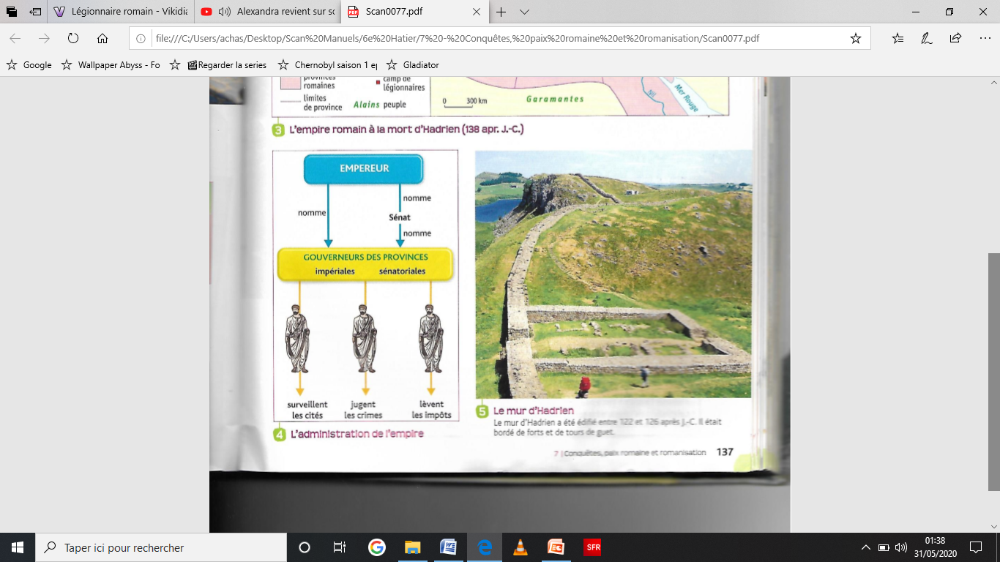 Légionnaire romain - Vikidia
Alexandra revient sur so
Scan0077.pdf
file:///C:/Users/achas/Desktop/Scan%20Manuels/6e%20Hatier/7%20-%20Conquêtes,%20paix%20romaine%20et%20romanisation/Scan0077.pdf
Google
Wallpaper Abyss - Fo
Regarder la series
Chernobyl saison 1 ep
Gladiator
provinces
romaines
camp de
légionnaires
limites
de province
Alains peuple
0 300 km
Garamantes
Nil
Mer Rouge
3 L'empire romain à la mort d'Hadrien (138 apr. J.-C.)
EMPEREUR
nomme
nomme
Sénat
nomme
GOUVERNEURS DES PROVINCES
impériales sénatoriales
surveillent
les cités
jugent
les crimes
lèvent
les impôts
4 L'administration de l'empire
5 Le mur d'Hadrien
Le mur d'Hadrien a été édifié entre 122 et 126 après J.-C. Il était
bordé de forts et de tours de guet.
7 | Conquêtes, paix romaine et romanisation 137
Taper ici pour rechercher
SFR
01:38
31/05/2020